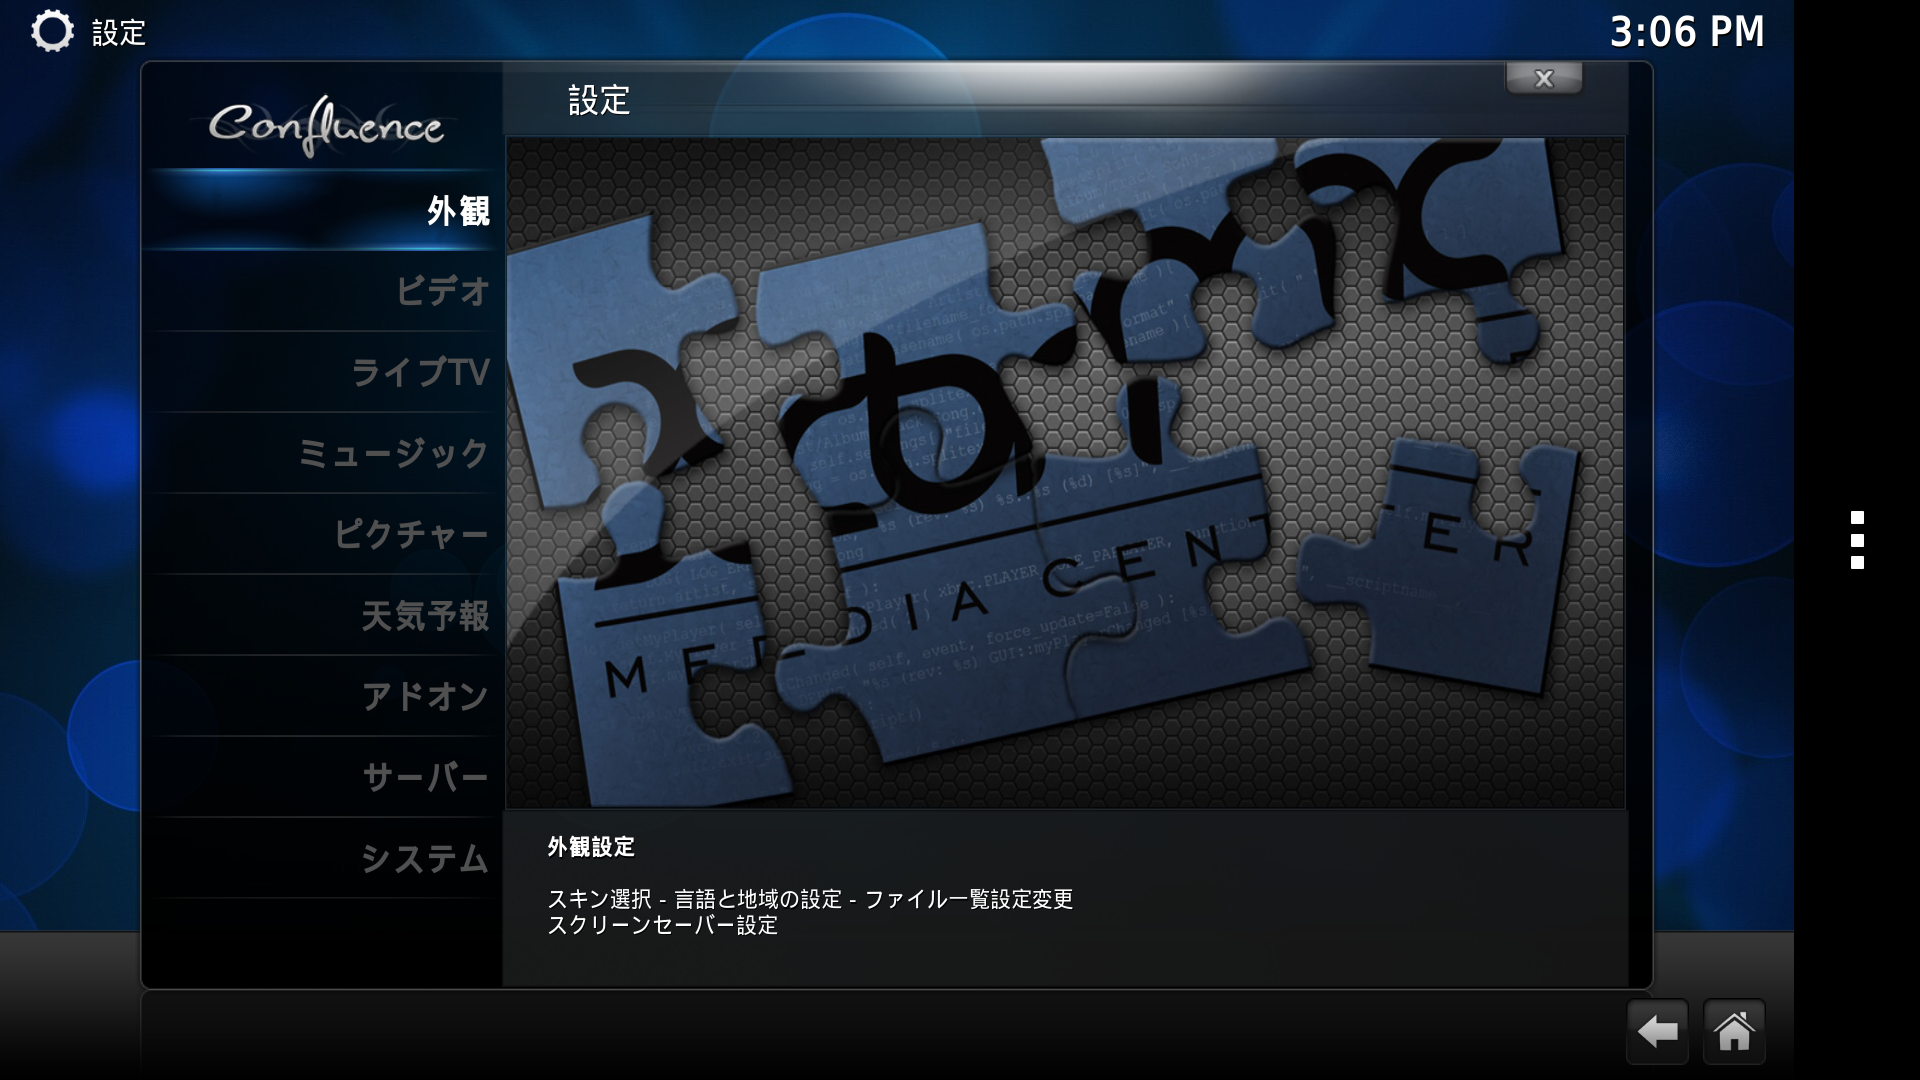 設定
3:06 PM
Confluence
設定
外観
ビデオ
ライブTV
ミュージック
ピクチャー
天気予報
アドオン
サーバー
システム
MEDIA CENTER
外観設定
スキン選択 - 言語と地域の設定 - ファイル一覧設定変更
スクリーンセーバー設定